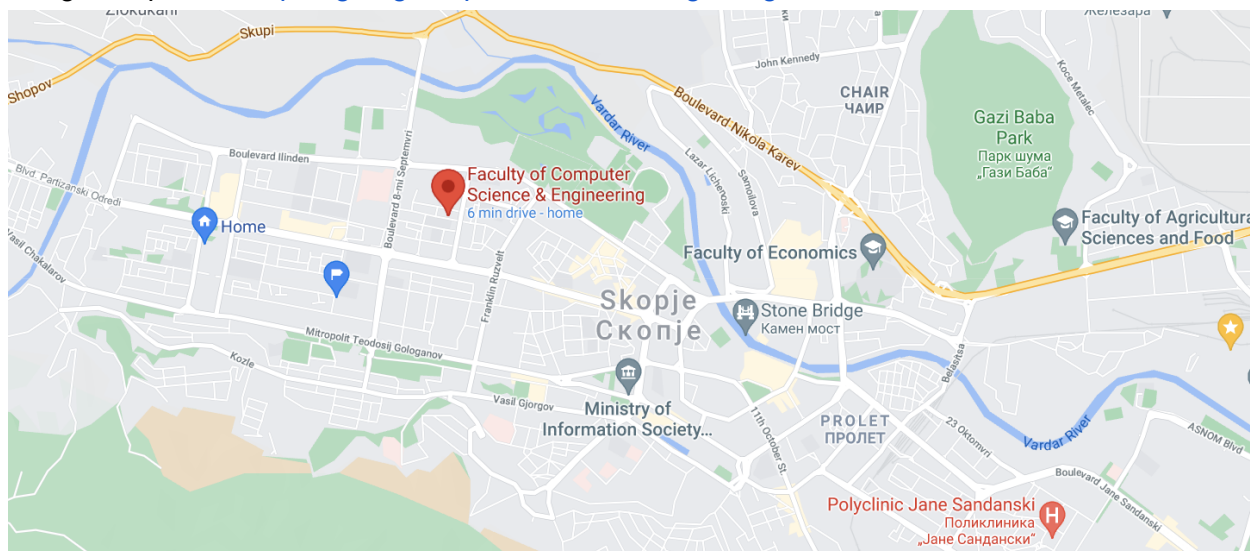 Skupi
Железара
Shopov
John Kennedy
Koce Metalec
CHAIR
ЧАИР
Vardar River
Boulevard Nikola Karev
Gazi Baba
Park
Парк шума
„Гази Баба“
Boulevard Ilinden
Boulevard 8-mi Septemvri
Lazar Lichenoski
Samoilova
Blvd. Partizanski Odredi
Faculty of Computer
Science & Engineering
6 min drive - home
Home
Faculty of Agricultura
Sciences and Food
Vasil Chakalarov
Franklin Ruzvelt
Faculty of Economics
Skopje
Скопје
Stone Bridge
Камен мост
Mitropolit Teodosij Gologanov
Kozle
Belasitsa
Vasil Gjorgov
Ministry of
Information Society...
11th October St.
PROLET
ПРОЛЕТ
23 Oktomvri
Vardar River
ASNOM Blvd
Boulevard Jane Sandanski
Polyclinic Jane Sandanski
Поликлиника
„Јане Сандански“
H